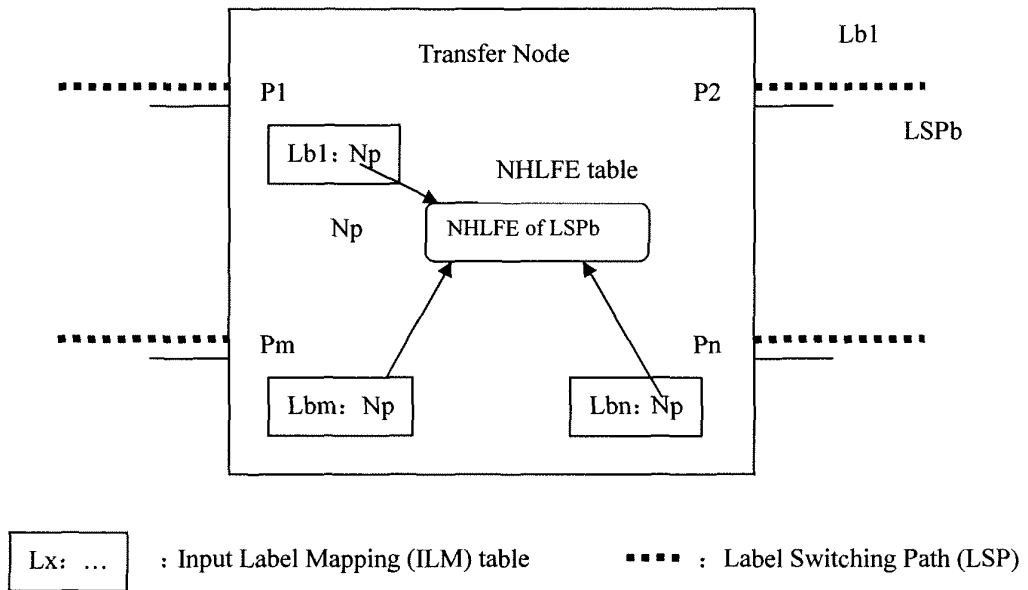 Lb1
Transfer Node
P1
P2
LSPb
Lb1: Np
NHLFE table
Np
NHLFE of LSPb
Pm
Pn
Lbm: Np
Lbn: Np
Lx: ...
: Input Label Mapping (ILM) table
: Label Switching Path (LSP)